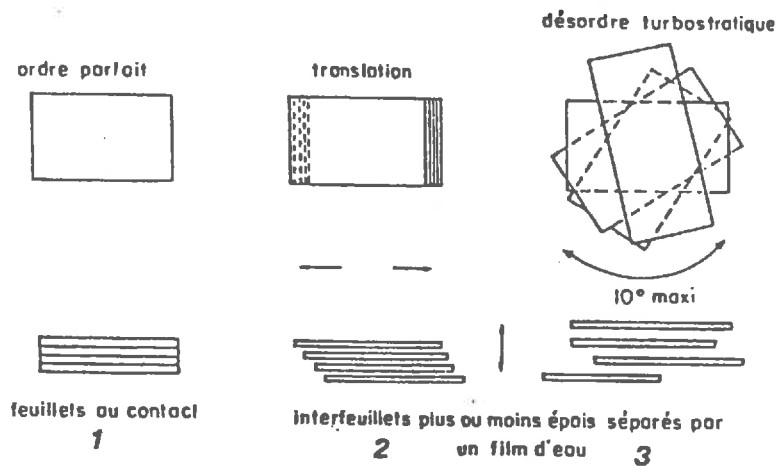 désordre turbostratique
ordre parfait
translation
10° maxi
feuillets au contact
1
interfeuillets plus ou moins épais séparés par
2 un film d'eau 3